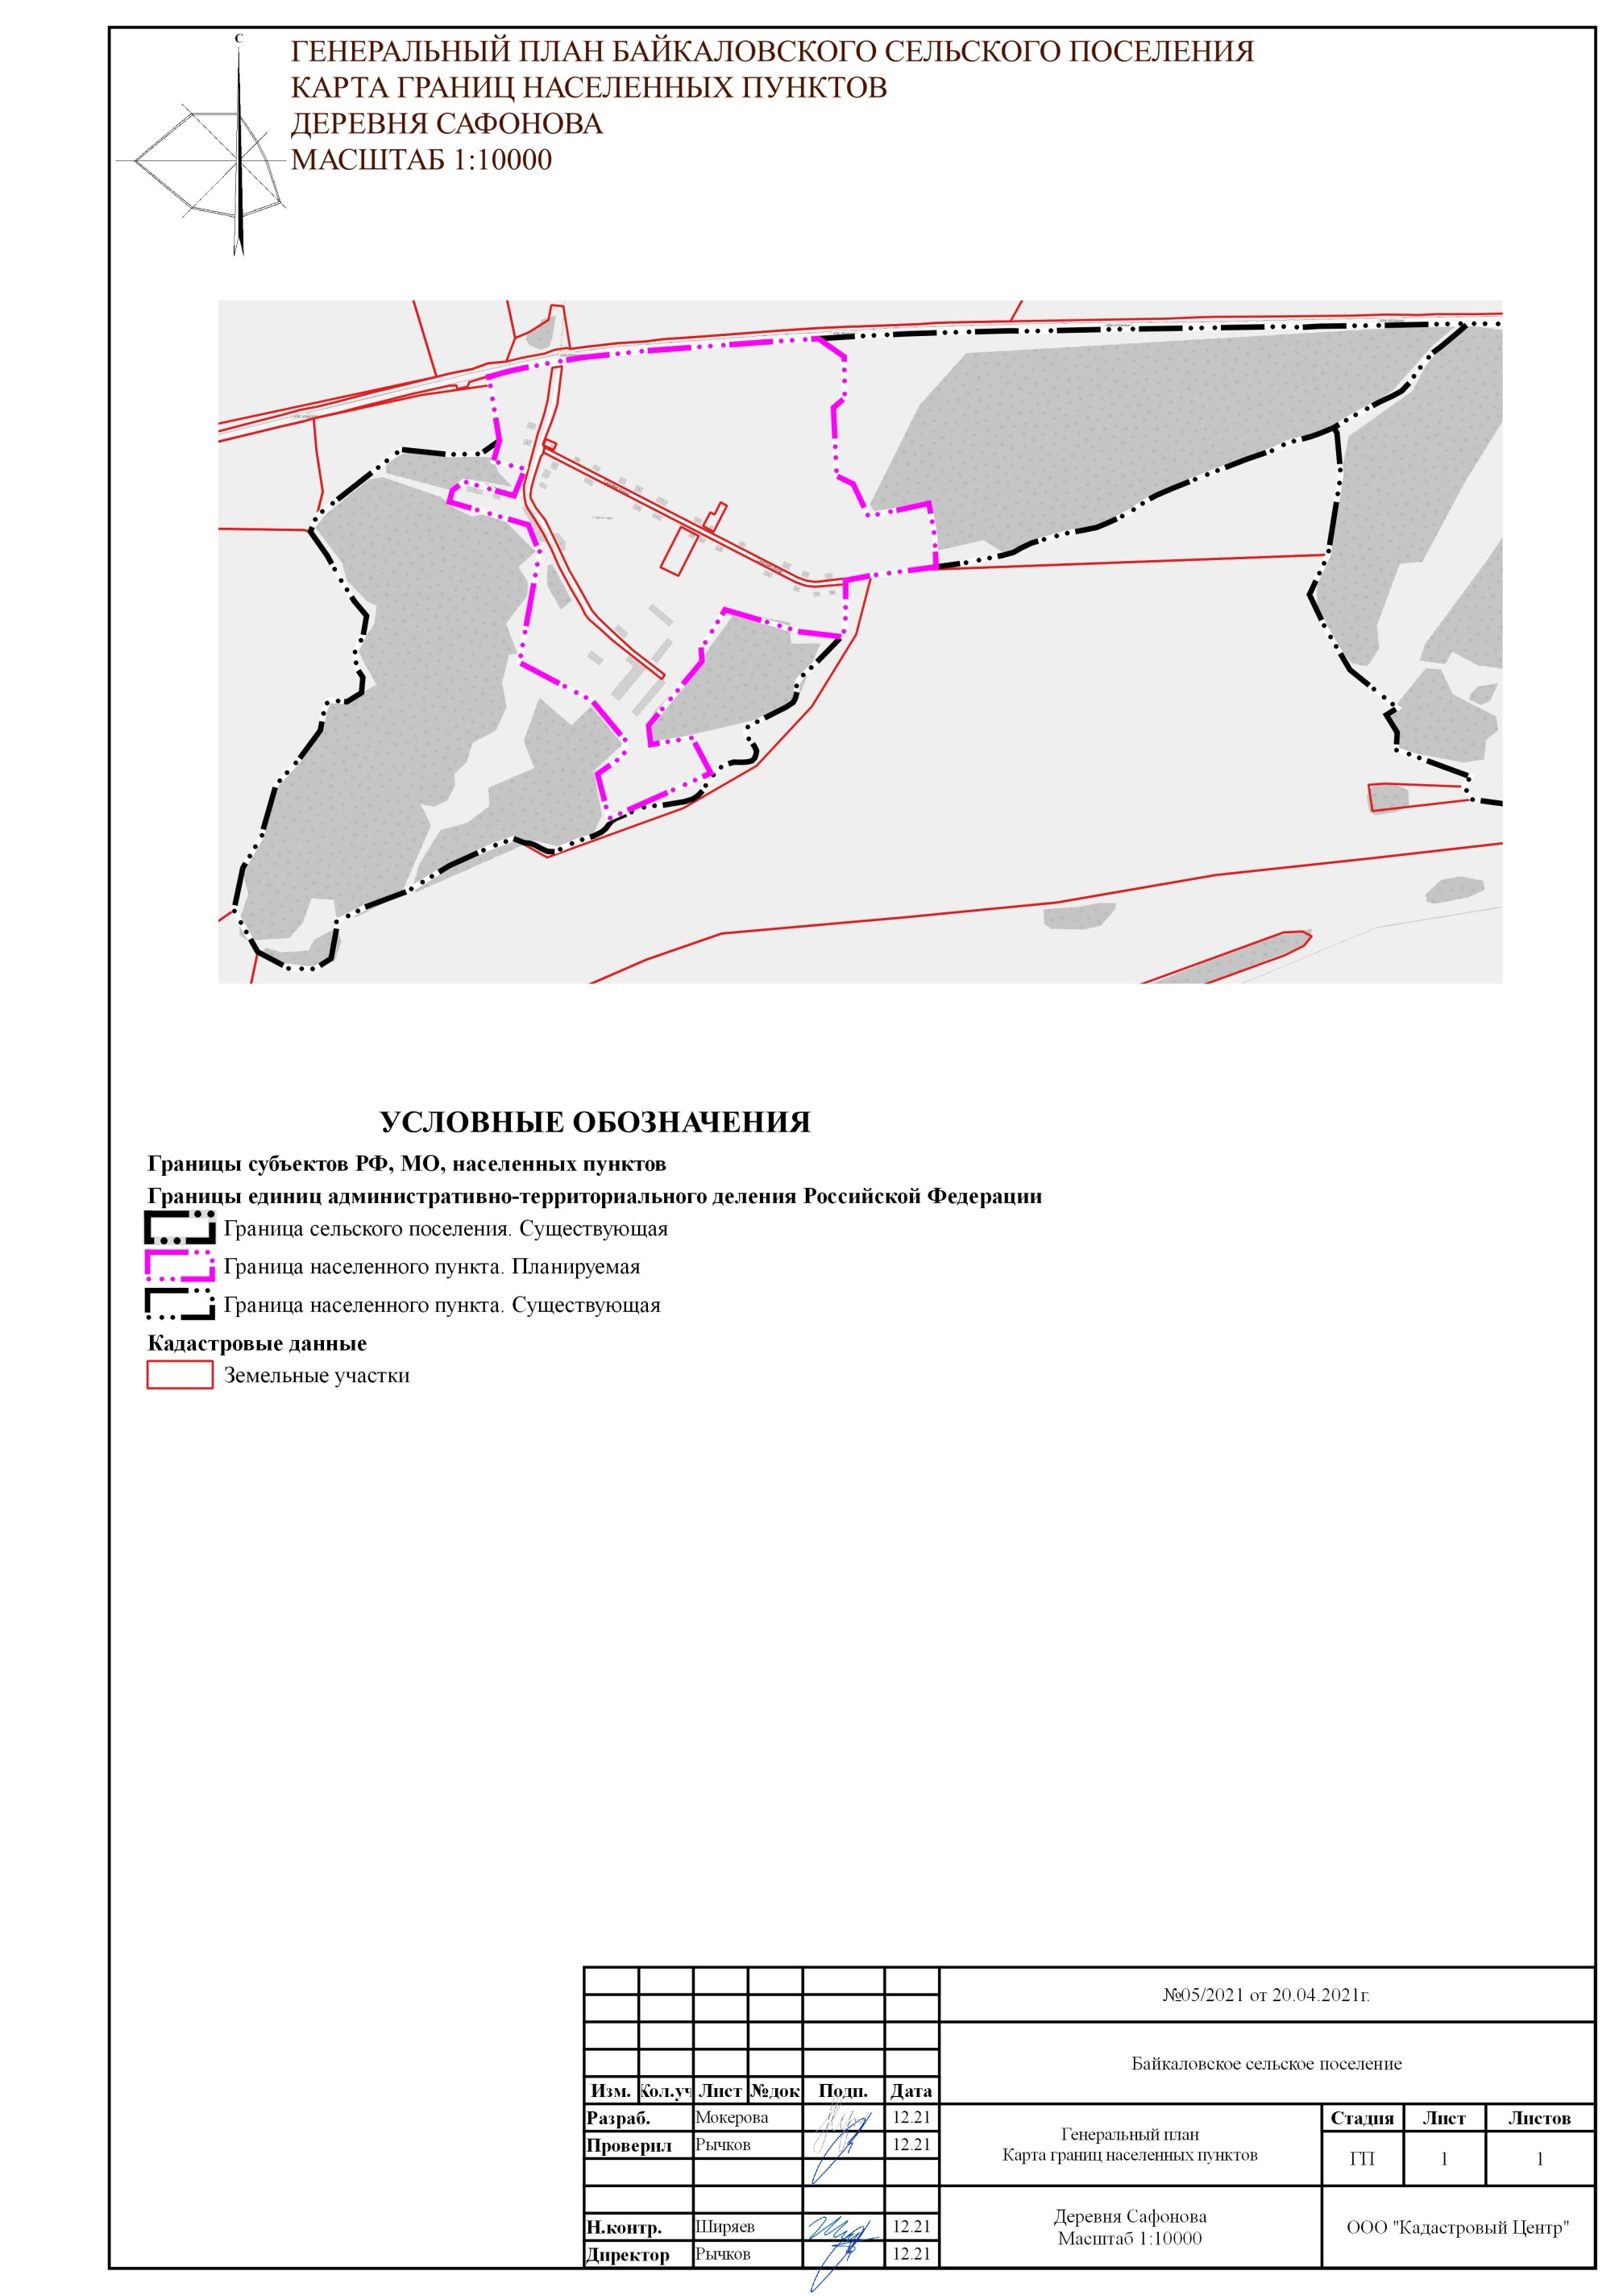 С
ГЕНЕРАЛЬНЫЙ ПЛАН БАЙКАЛОВСКОГО СЕЛЬСКОГО ПОСЕЛЕНИЯ
КАРТА ГРАНИЦ НАСЕЛЕННЫХ ПУНКТОВ
ДЕРЕВНЯ САФОНОВА
МАСШТАБ 1:10000
УСЛОВНЫЕ ОБОЗНАЧЕНИЯ
Границы субъектов РФ, МО, населенных пунктов
Границы единиц административно-территориального деления Российской Федерации
Граница сельского поселения. Существующая
Граница населенного пункта. Планируемая
Граница населенного пункта. Существующая
Кадастровые данные
Земельные участки
№05/2021 от 20.04.2021г.
Байкаловское сельское поселение
Изм. Кол.уч Лист №док Подп. Дата
Разраб. Мокерова 12.21
Проверил Рычков 12.21
Н.контр. Ширяев 12.21
Директор Рычков 12.21
Генеральный план
Карта границ населенных пунктов
Стадия Лист Листов
ГП 1 1
Деревня Сафонова
Масштаб 1:10000
ООО "Кадастровый Центр"